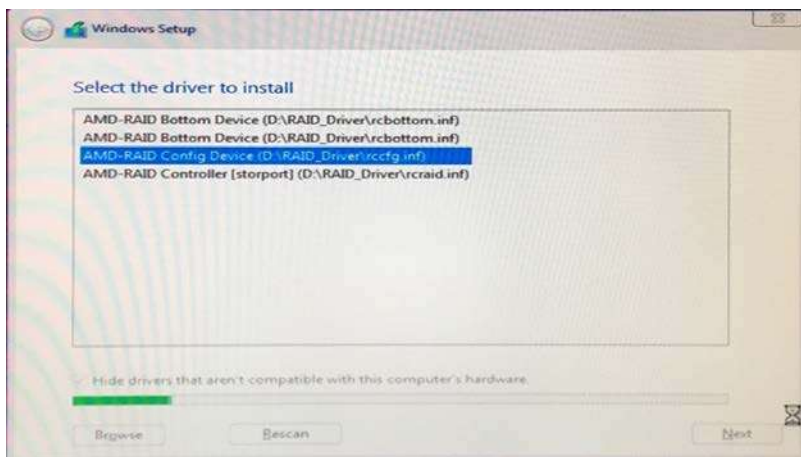 Windows Setup
Select the driver to install
AMD-RAID Bottom Device (D:\RAID_Driver\rcbottom.inf)
AMD-RAID Bottom Device (D:\RAID_Driver\rcbottom.inf)
AMD-RAID Config Device (D:\RAID_Driver\rccfg.inf)
AMD-RAID Controller [storport] (D:\RAID_Driver\rcraid.inf)
Hide drivers that aren't compatible with this computer's hardware.
Browse
Rescan
Next